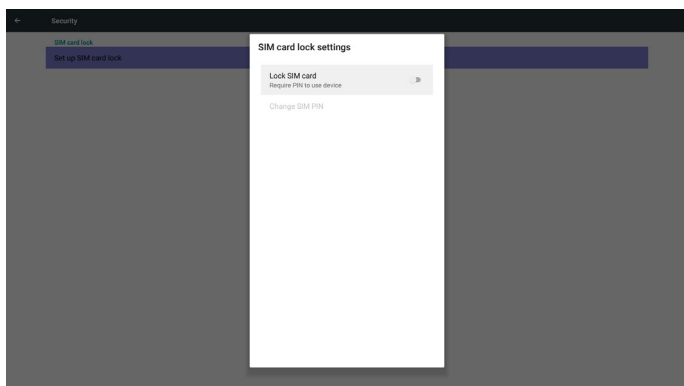 Security
SIM card lock
Set up SIM card lock
SIM card lock settings
Lock SIM card
Require PIN to use device
Change SIM PIN